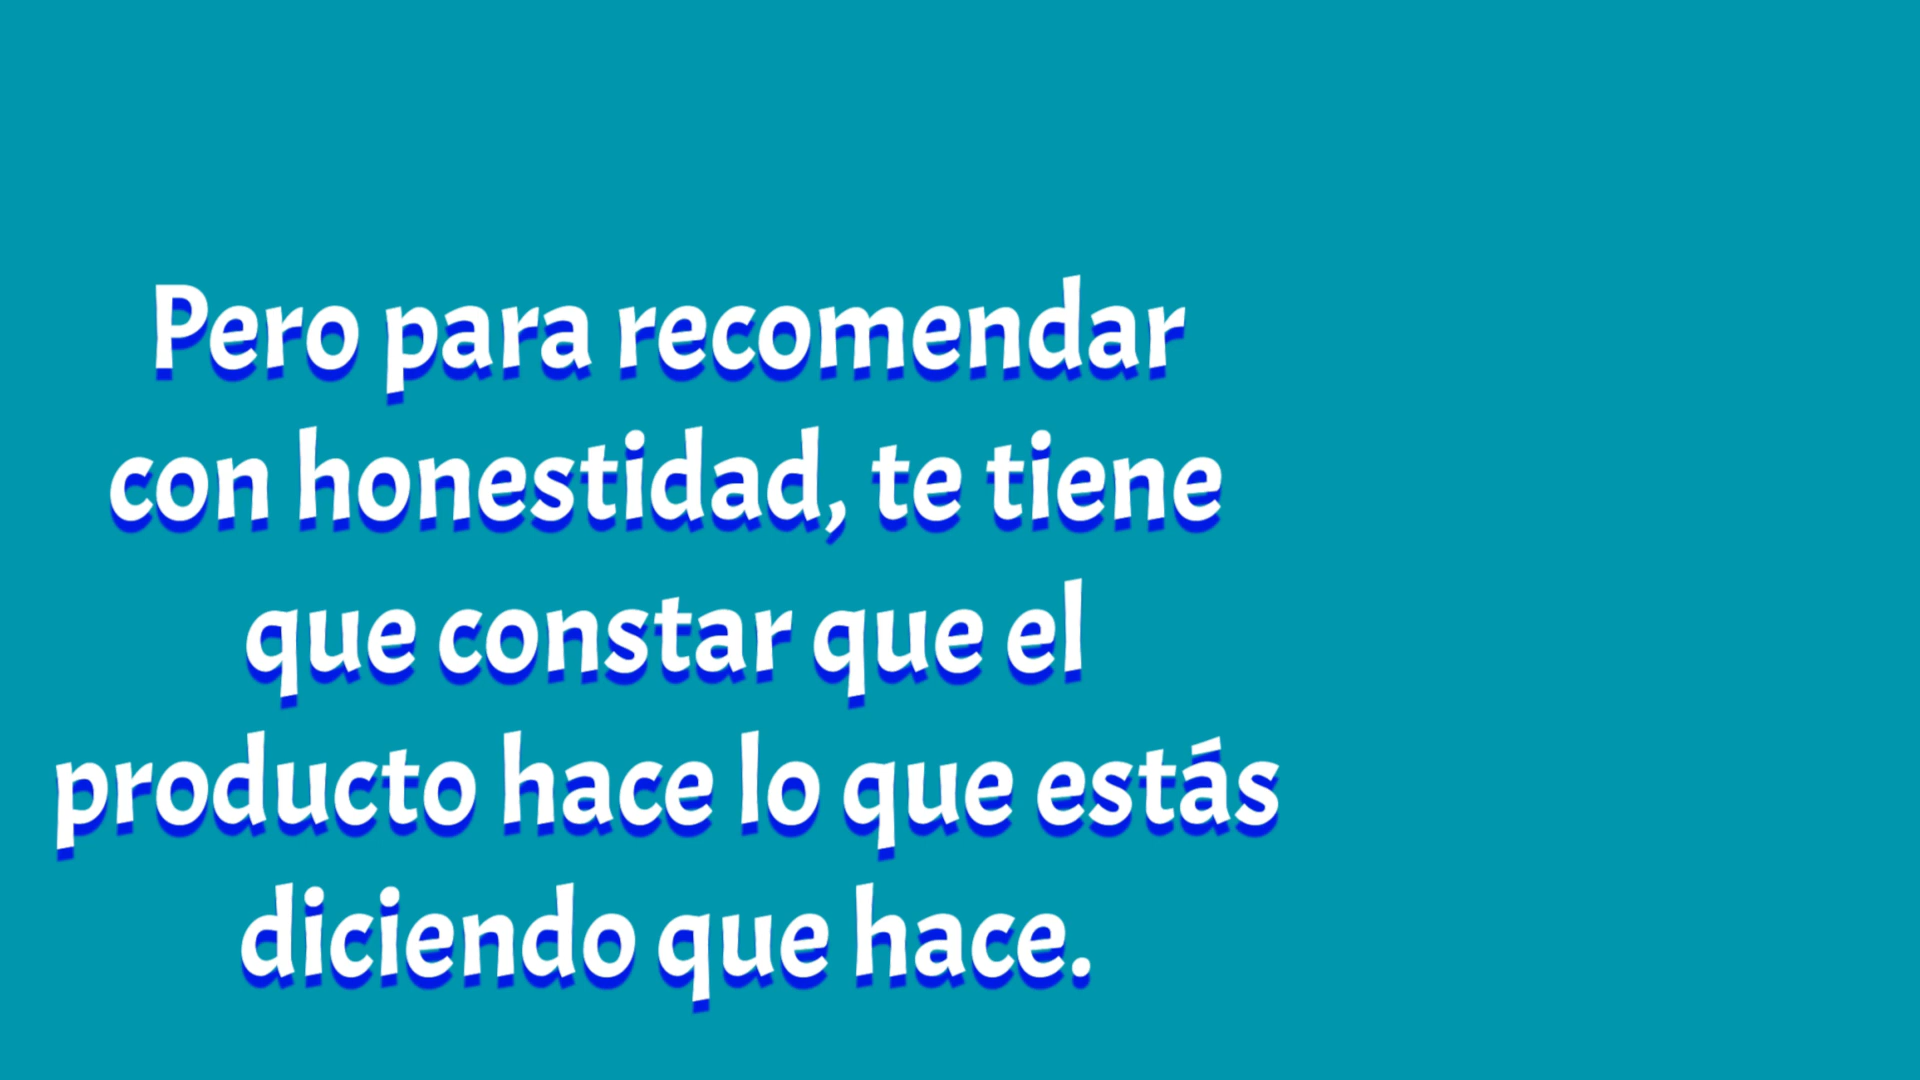 Pero para recomendar
con honestidad, te tiene
que constar que el
producto hace lo que estás
diciendo que hace.